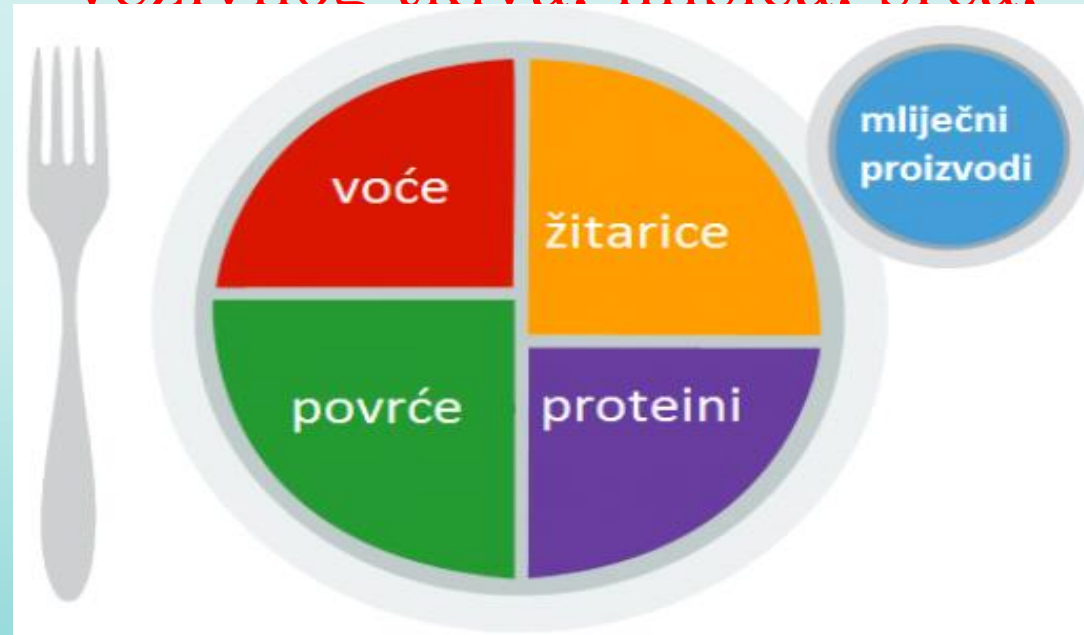 voće
žitarice
povrće
proteini
mliječni
proizvodi